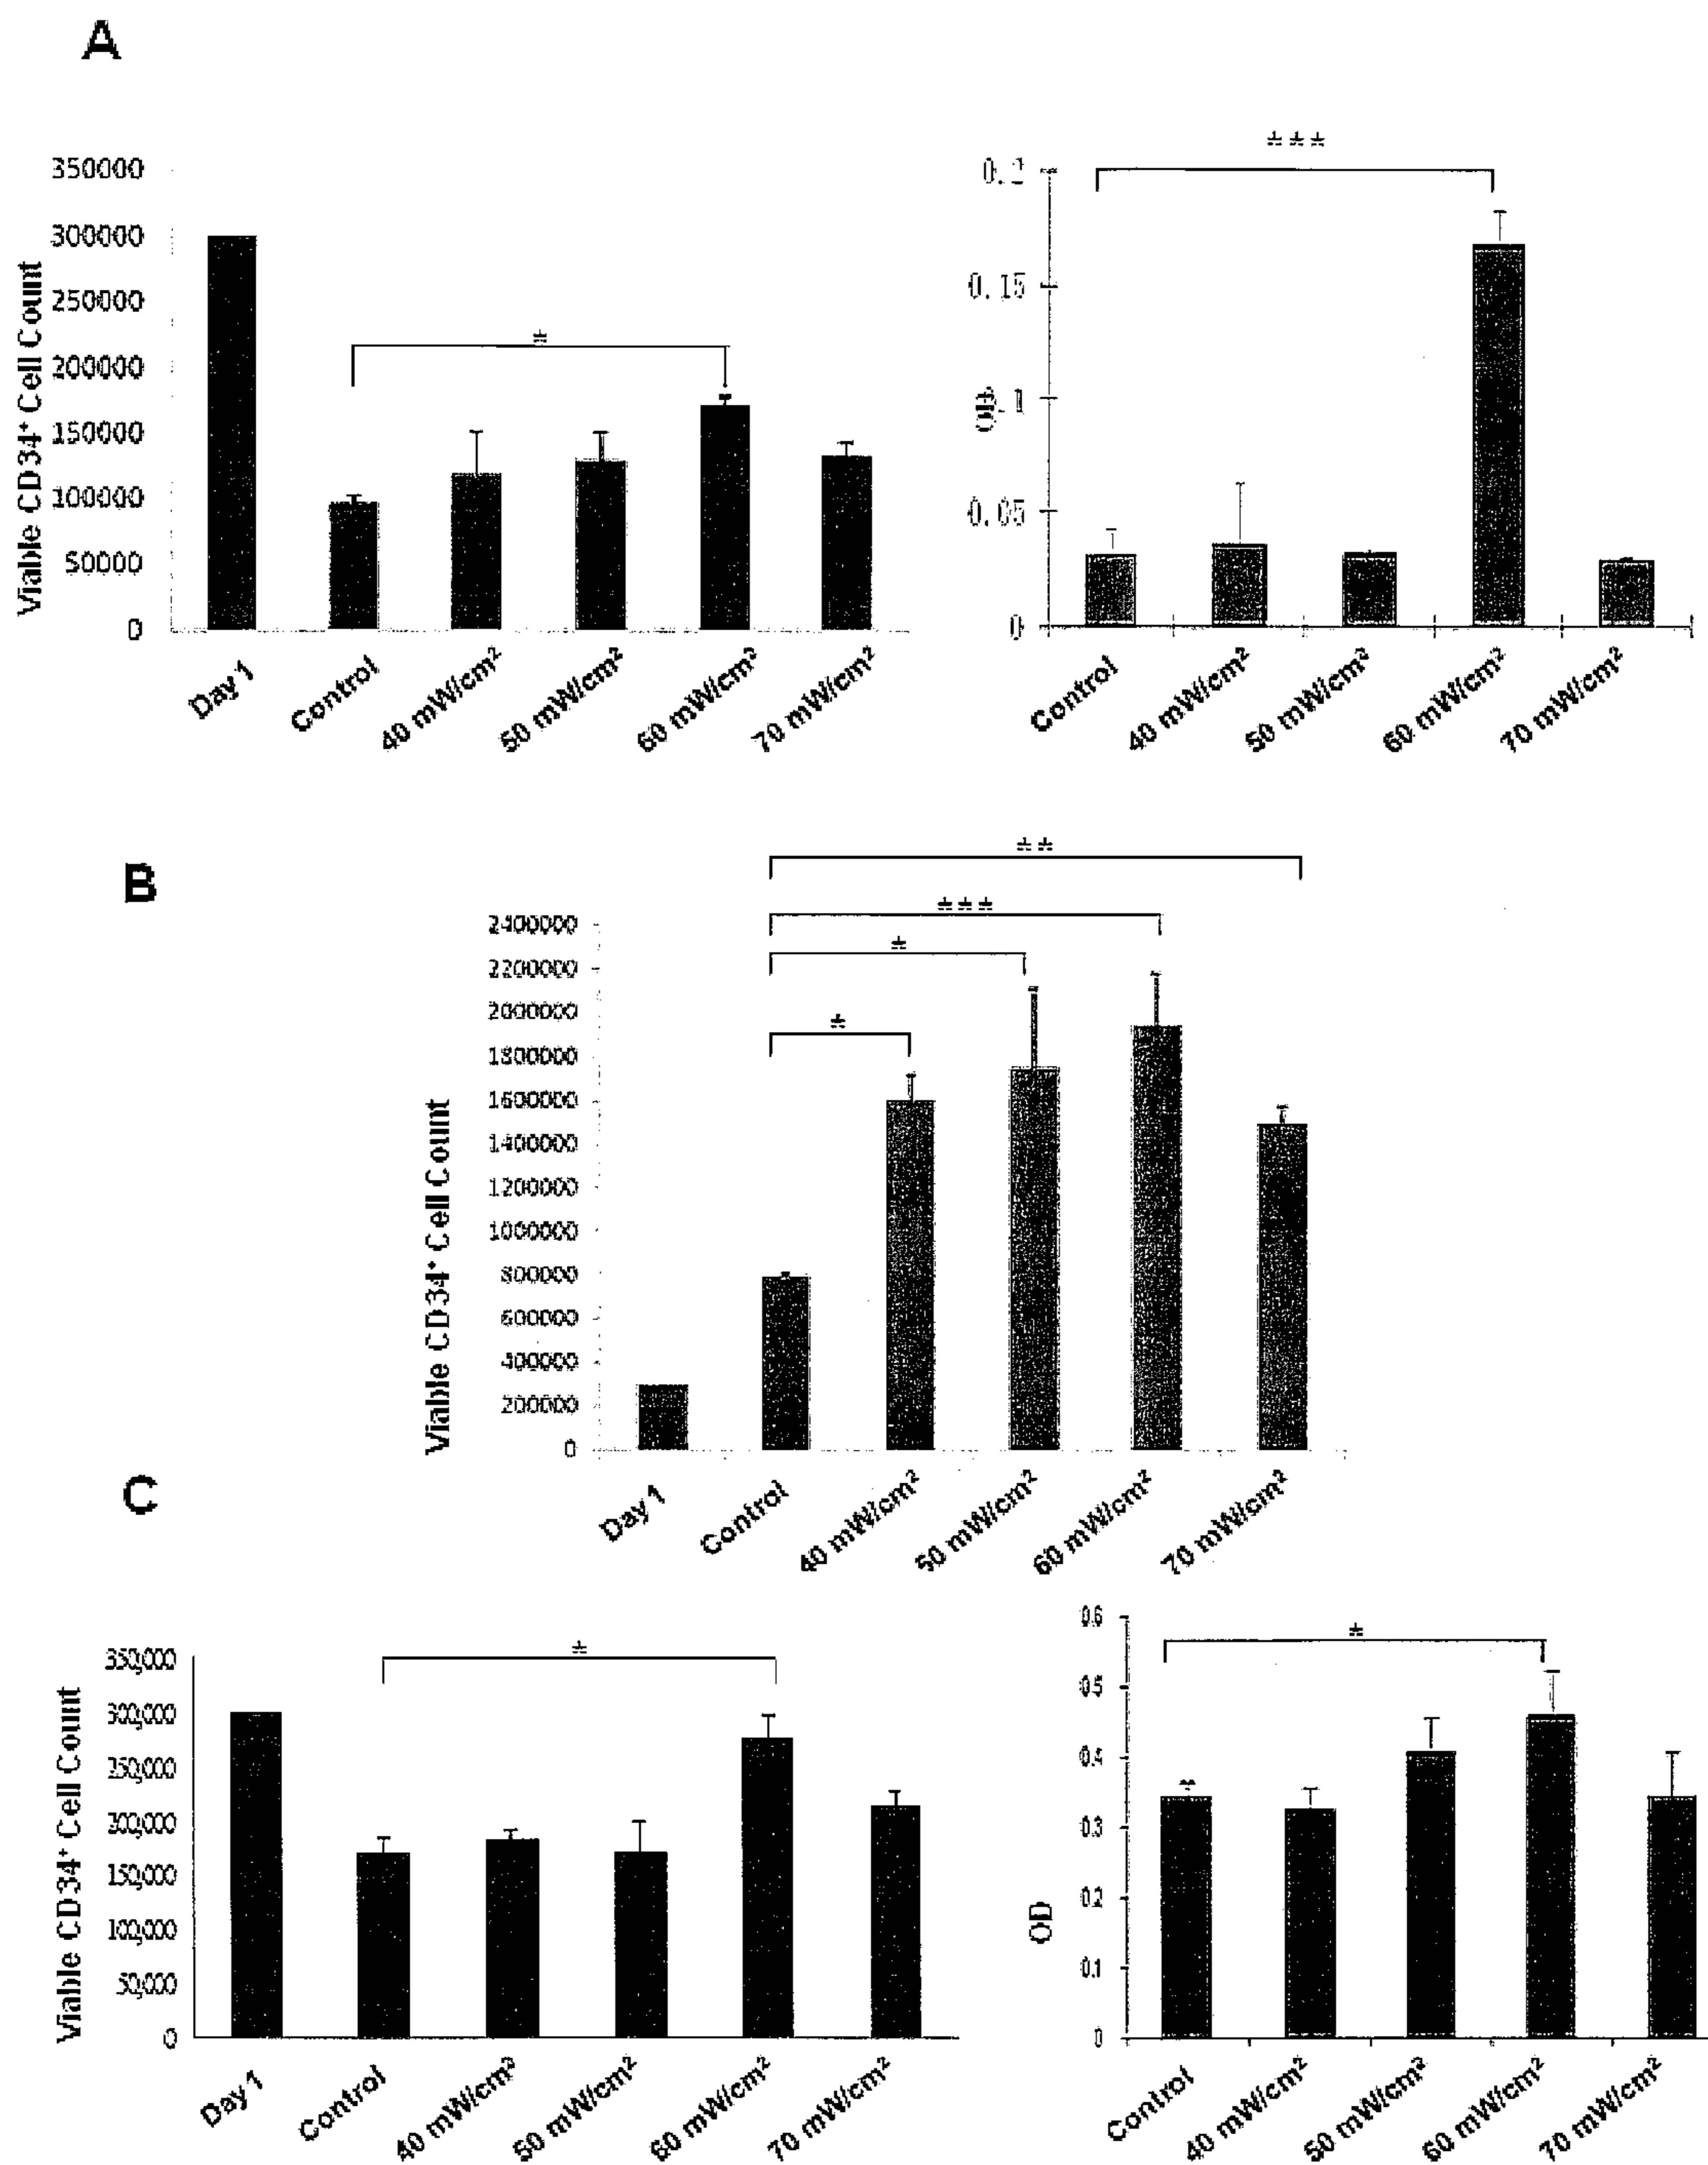 A
***
350000
300000
250000
200000
150000
100000
50000
0
Viable CD34⁺ Cell Count
*
Day 1
Control
40 mW/cm²
50 mW/cm²
60 mW/cm²
70 mW/cm²
0.2
0.15
0.1
0.05
0
OD
Control
40 mW/cm²
50 mW/cm²
60 mW/cm²
70 mW/cm²
B
**
***
*
*
2400000
2200000
2000000
1800000
1600000
1400000
1200000
1000000
800000
600000
400000
200000
0
Viable CD34⁺ Cell Count
Day 1
Control
40 mW/cm²
50 mW/cm²
60 mW/cm²
70 mW/cm²
C
350,000
300,000
250,000
200,000
150,000
100,000
50,000
0
Viable CD34⁺ Cell Count
*
Day 1
Control
40 mW/cm²
50 mW/cm²
60 mW/cm²
70 mW/cm²
0.6
0.5
0.4
0.3
0.2
0.1
0
OD
*
Control
40 mW/cm²
50 mW/cm²
60 mW/cm²
70 mW/cm²